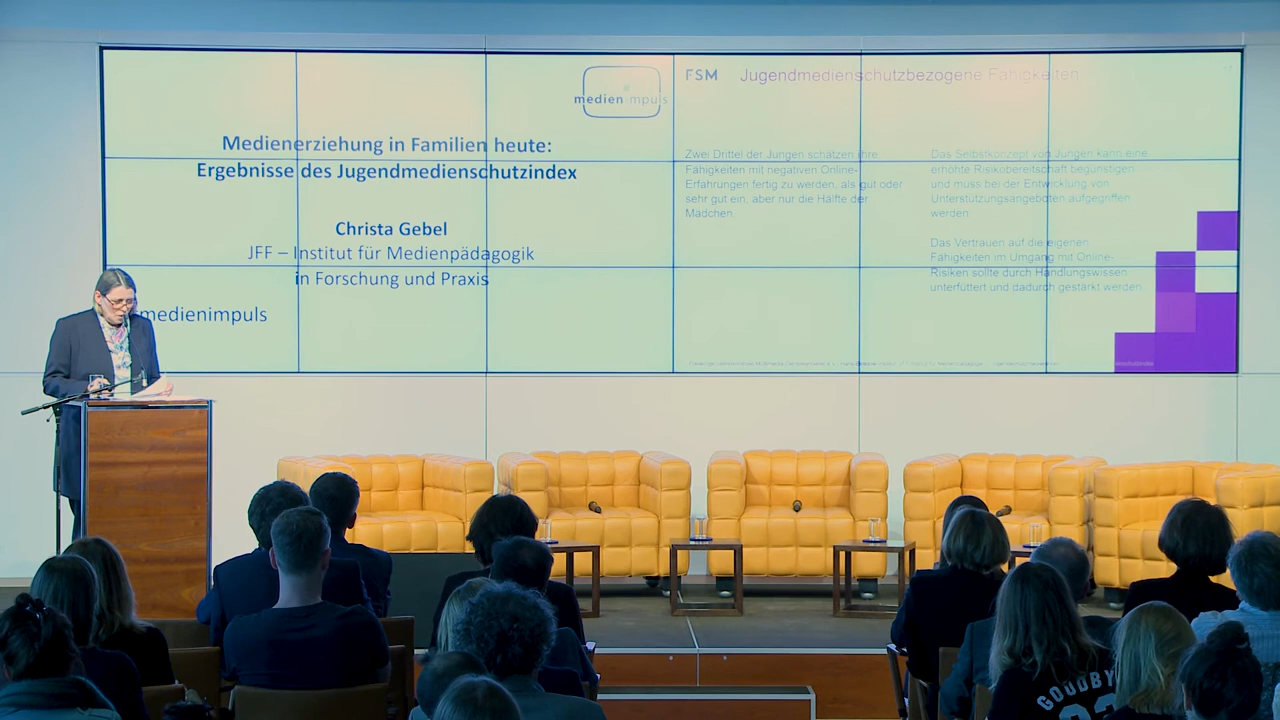 medien mpuls
Medienerziehung in Familien heute:
Ergebnisse des Jugendmedienschutzindex
Christa Gebel
JFF – Institut für Medienpädagogik
in Forschung und Praxis
medienimpuls
FSM Jugendmedienschutzbezogene Fähigkeiten
Zwei Drittel der Jungen schätzen ihre
Fähigkeiten mit negativen Online-
Erfahrungen fertig zu werden, als gut oder
sehr gut ein, aber nur die Hälfte der
Mädchen.
Das Selbstkonzept von Jungen kann eine
erhöhte Risikobereitschaft begünstigen
und muss bei der Entwicklung von
Unterstützungsangeboten aufgegriffen
werden.
Das Vertrauen auf die eigenen
Fähigkeiten im Umgang mit Online-
Risiken sollte durch Handlungswissen
unterfüttert und dadurch gestärkt werden.
GOODBY